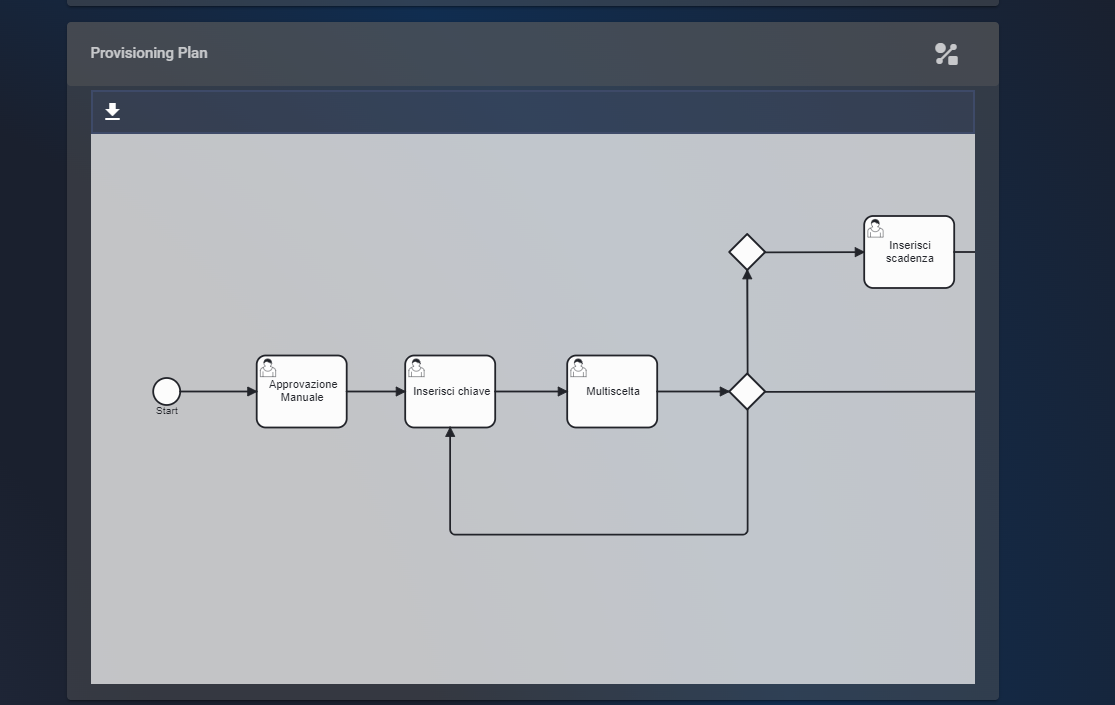 Provisioning Plan
Inserisci
scadenza
Approvazione
Manuale
Inserisci chiave
Multiscelta
Start